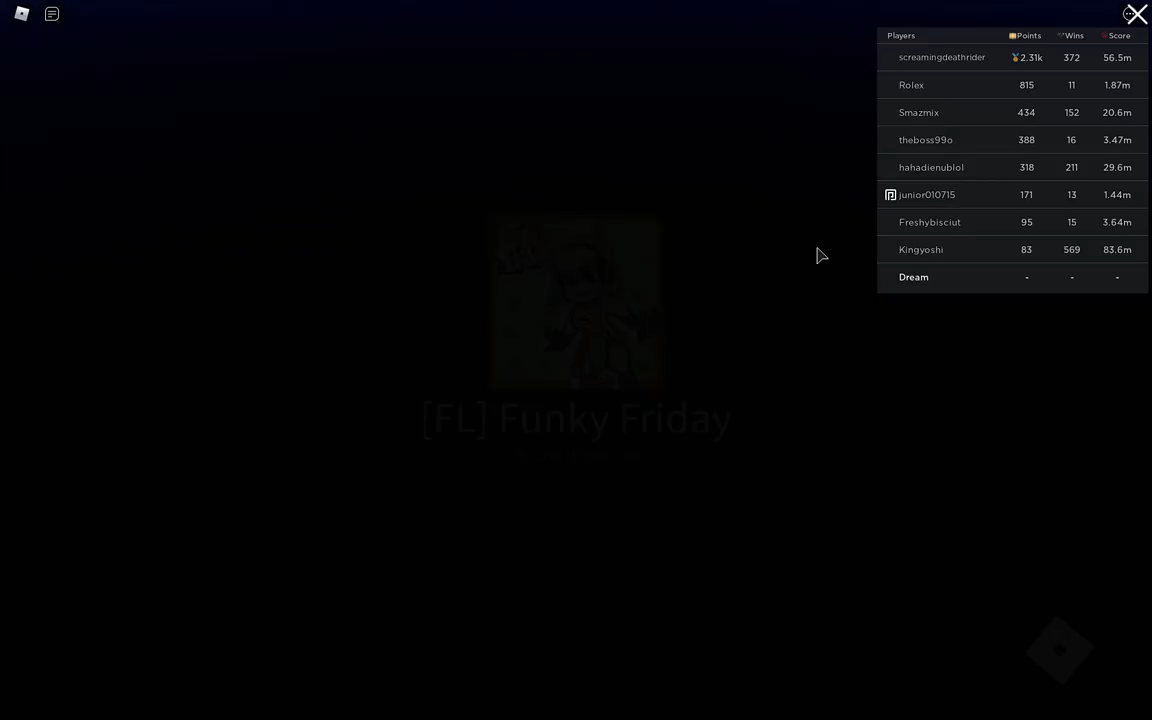 Players Points Wins Score
screamingdeathrider 2.31k 372 56.5m
Rolex 815 11 1.87m
Smazmix 434 152 20.6m
theboss99o 388 16 3.47m
hahadienublol 318 211 29.6m
junior010715 171 13 1.44m
Freshybisciut 95 15 3.64m
Kingyoshi 83 569 83.6m
Dream - - -
[FL] Funky Friday